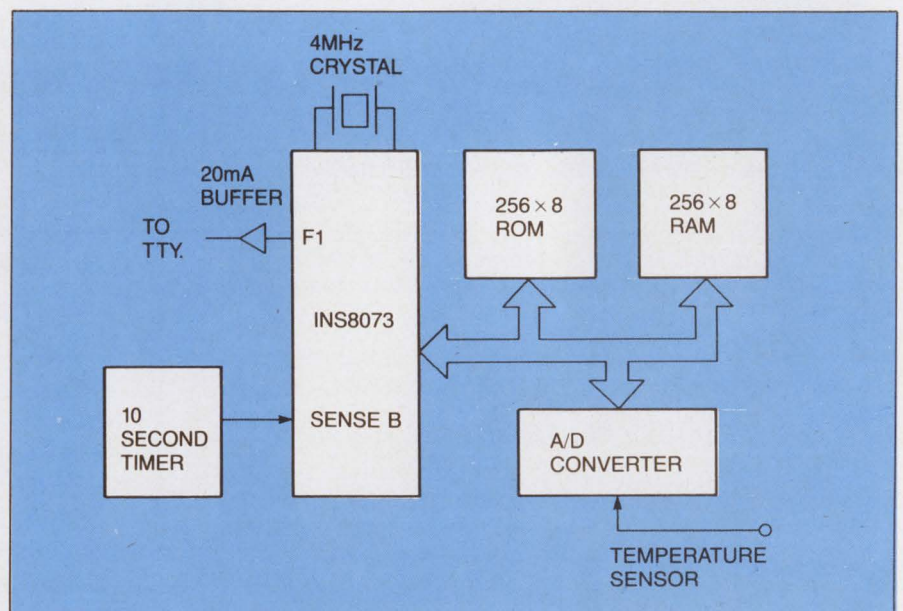 4MHz
CRYSTAL
20mA
BUFFER
TO
TTY.
F1
256 × 8
ROM
256 × 8
RAM
INS8073
10
SECOND
TIMER
SENSE B
A/D
CONVERTER
TEMPERATURE
SENSOR